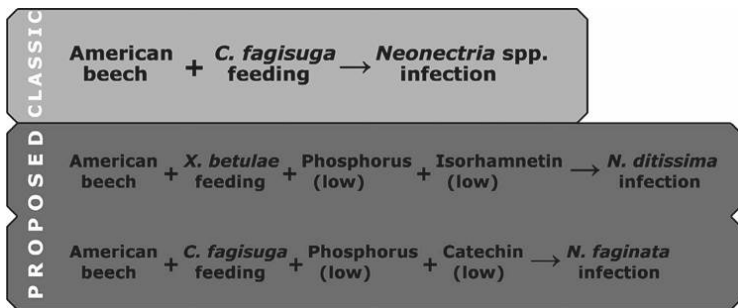 CLASSIC
American + C. fagisuga → Neonectria spp.
beech feeding infection
PROPOSED
American + X. betulae + Phosphorus + Isorhamnetin → N. ditissima
beech feeding (low) (low) infection
American + C. fagisuga + Phosphorus + Catechin → N. faginata
beech feeding (low) (low) infection